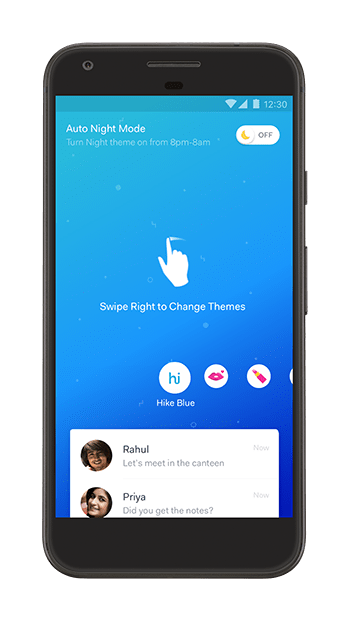 12:30
Auto Night Mode
OFF
Turn Night theme on from 8pm-8am
Swipe Right to Change Themes
hi
Hike Blue
Rahul
Now
Let's meet in the canteen
Priya
Now
Did you get the notes?